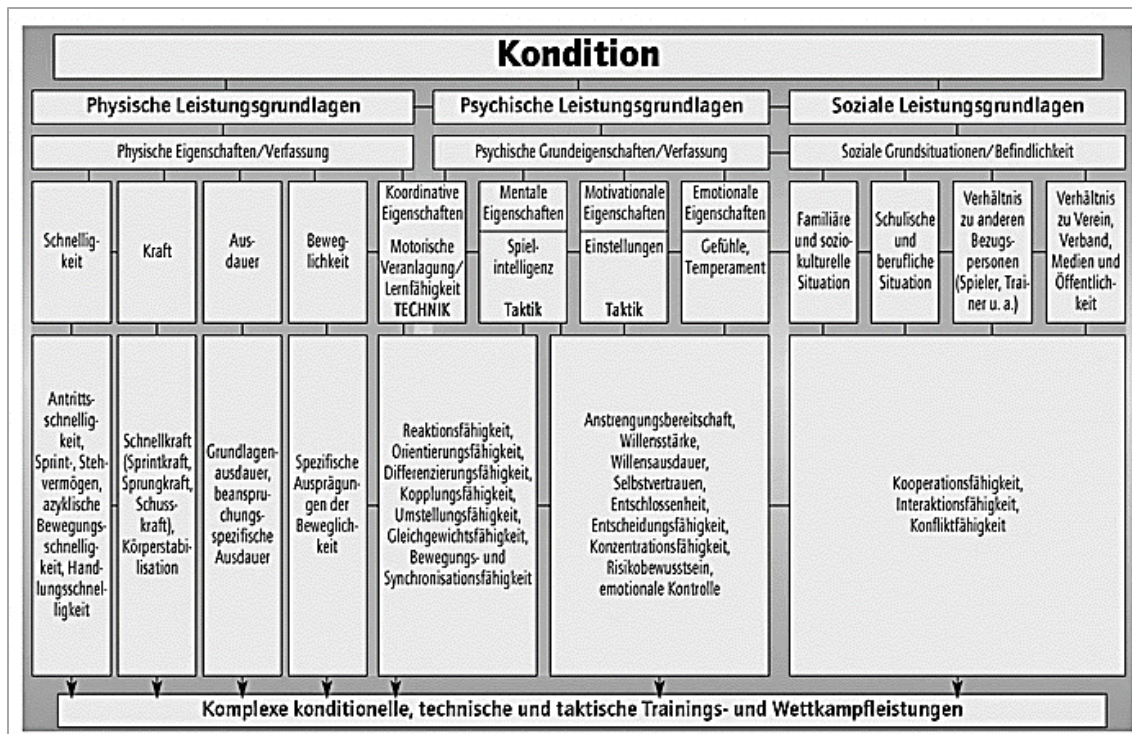 Kondition
Physische Leistungsgrundlagen
Psychische Leistungsgrundlagen
Soziale Leistungsgrundlagen
Physische Eigenschaften/Verfassung
Psychische Grundeigenschaften/Verfassung
Soziale Grundsituationen/Befindlichkeit
Schnellig-
keit
Kraft
Aus-
dauer
Beweg-
lichkeit
Koordinative
Eigenschaften
Motorische
Veranlagung/
Lernfähigkeit
TECHNIK
Mentale
Eigenschaften
Spiel-
intelligenz
Taktik
Motivationale
Eigenschaften
Einstellungen
Taktik
Emotionale
Eigenschaften
Gefühle,
Temperament
Familiäre
und sozio-
kulturelle
Situation
Schulische
und
berufliche
Situation
Verhältnis
zu anderen
Bezugs-
personen
(Spieler, Trai-
ner u. a.)
Verhältnis
zu Verein,
Verband,
Medien und
Öffentlich-
keit
Antritts-
schnellig-
keit,
Sprint-, Steh-
vermögen,
azyklische
Bewegungs-
schnellig-
keit, Hand-
lungsschnel-
ligkeit
Schnellkraft
(Sprintkraft,
Sprungkraft,
Schuss-
kraft),
Körperstabi-
lisation
Grundlagen-
ausdauer,
beanspru-
chungs-
spezifische
Ausdauer
Spezifische
Ausprägun-
gen der
Beweglich-
keit
Reaktionsfähigkeit,
Orientierungsfähigkeit,
Differenzierungsfähigkeit,
Kopplungsfähigkeit,
Umstellungsfähigkeit,
Gleichgewichtsfähigkeit,
Bewegungs- und
Synchronisationsfähigkeit
Anstrengungsbereitschaft,
Willensstärke,
Willensausdauer,
Selbstvertrauen,
Entschlossenheit,
Entscheidungsfähigkeit,
Konzentrationsfähigkeit,
Risikobewusstsein,
emotionale Kontrolle
Kooperationsfähigkeit,
Interaktionsfähigkeit,
Konfliktfähigkeit
Komplexe konditionelle, technische und taktische Trainings- und Wettkampfleistungen